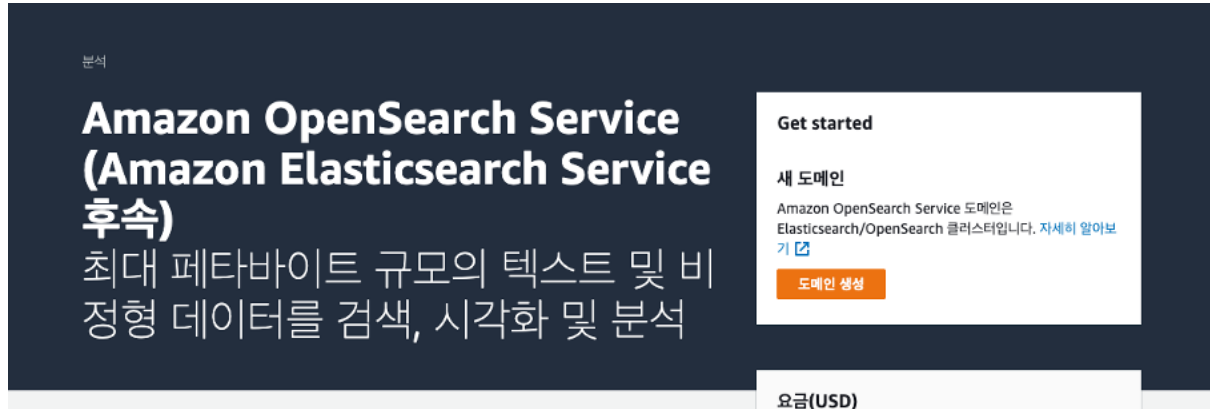 분석
Amazon OpenSearch Service
(Amazon Elasticsearch Service
후속)
최대 페타바이트 규모의 텍스트 및 비
정형 데이터를 검색, 시각화 및 분석
Get started
새 도메인
Amazon OpenSearch Service 도메인은
Elasticsearch/OpenSearch 클러스터입니다. 자세히 알아보
기
도메인 생성
요금(USD)